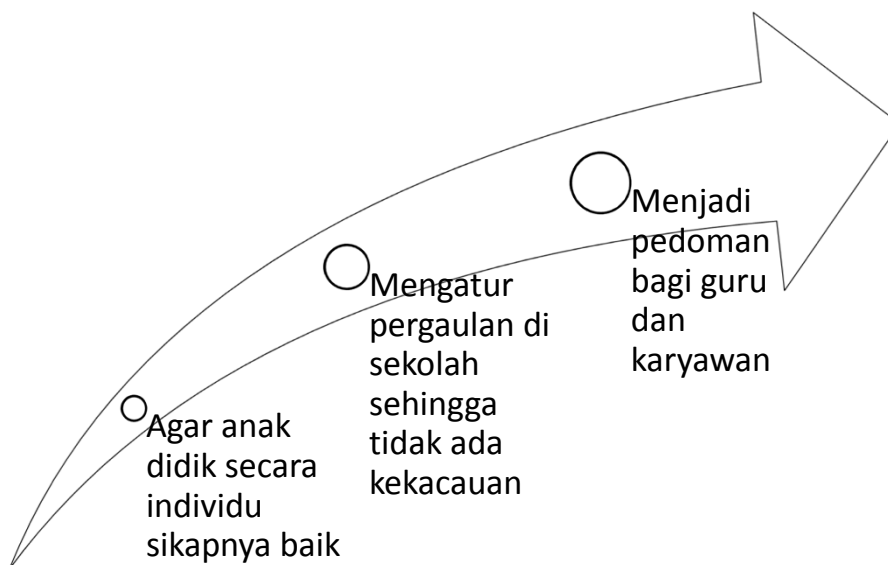 Agar anak
didik secara
individu
sikapnya baik
Mengatur
pergaulan di
sekolah
sehingga
tidak ada
kekacauan
Menjadi
pedoman
bagi guru
dan
karyawan